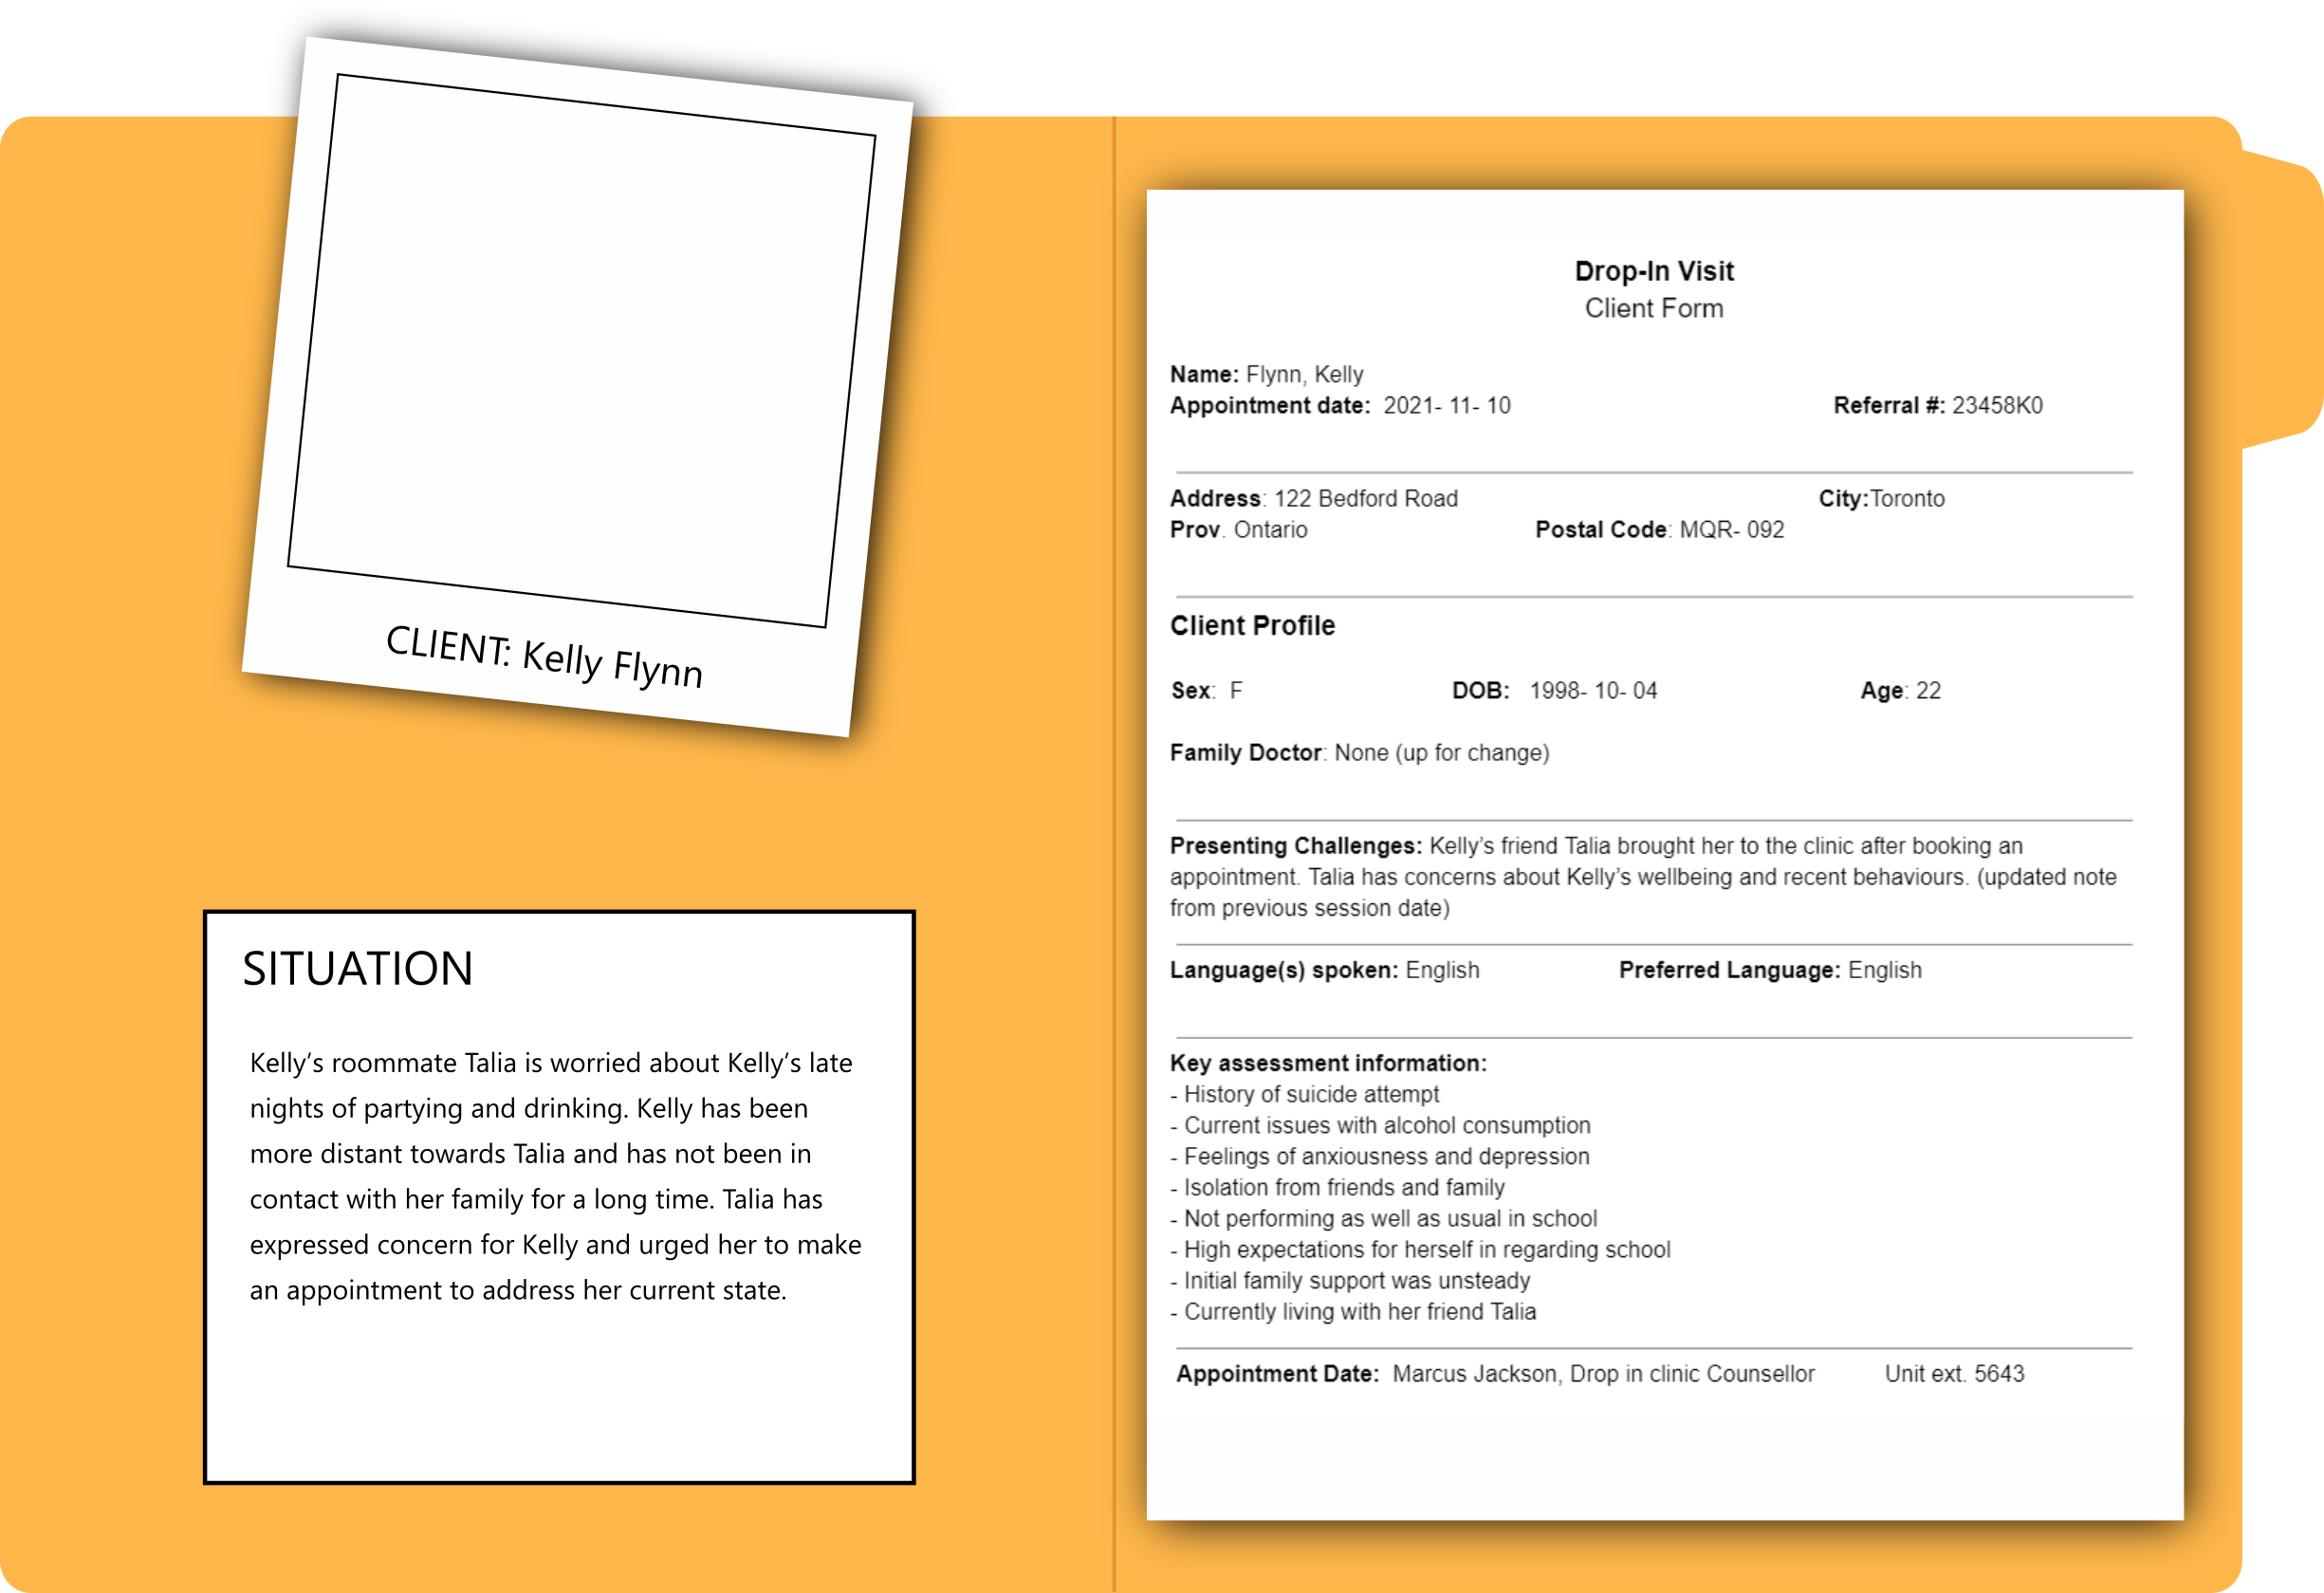 CLIENT: Kelly Flynn
SITUATION
Kelly’s roommate Talia is worried about Kelly’s late
nights of partying and drinking. Kelly has been
more distant towards Talia and has not been in
contact with her family for a long time. Talia has
expressed concern for Kelly and urged her to make
an appointment to address her current state.
Drop-In Visit
Client Form
Name: Flynn, Kelly
Appointment date: 2021- 11- 10 Referral #: 23458K0
Address: 122 Bedford Road City:Toronto
Prov. Ontario Postal Code: MQR- 092
Client Profile
Sex: F DOB: 1998- 10- 04 Age: 22
Family Doctor: None (up for change)
Presenting Challenges: Kelly’s friend Talia brought her to the clinic after booking an
appointment. Talia has concerns about Kelly’s wellbeing and recent behaviours. (updated note
from previous session date)
Language(s) spoken: English Preferred Language: English
Key assessment information:
- History of suicide attempt
- Current issues with alcohol consumption
- Feelings of anxiousness and depression
- Isolation from friends and family
- Not performing as well as usual in school
- High expectations for herself in regarding school
- Initial family support was unsteady
- Currently living with her friend Talia
Appointment Date: Marcus Jackson, Drop in clinic Counsellor Unit ext. 5643